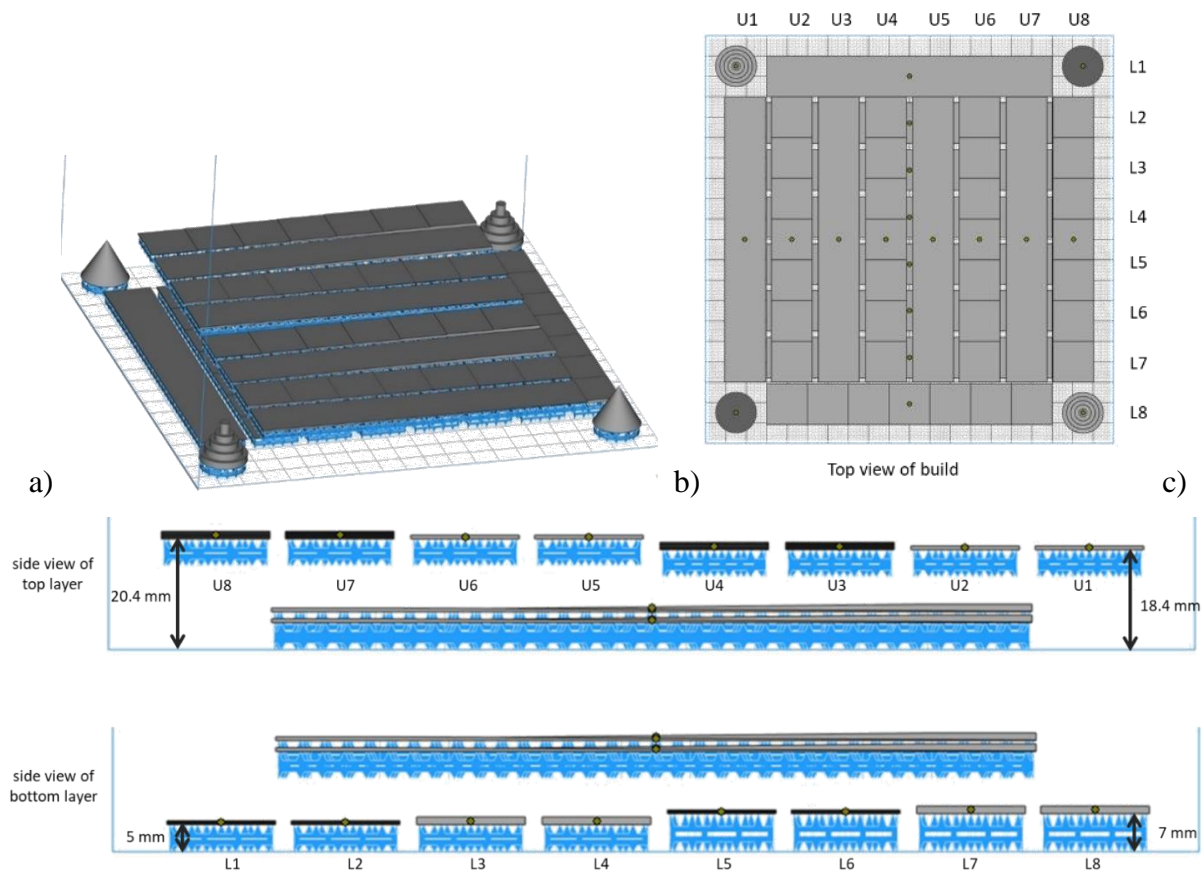 U1 U2 U3 U4 U5 U6 U7 U8
L1
L2
L3
L4
L5
L6
L7
L8
Top view of build
a)
b)
c)
side view of
top layer
U8 U7 U6 U5 U4 U3 U2 U1
20.4 mm
18.4 mm
side view of
bottom layer
5 mm
7 mm
L1 L2 L3 L4 L5 L6 L7 L8